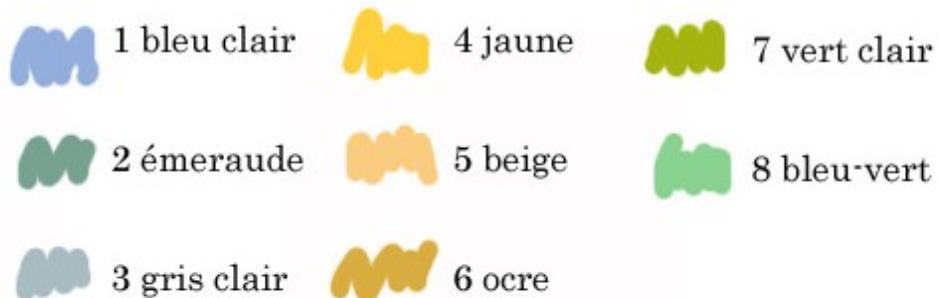 1 bleu clair
2 émeraude
3 gris clair
4 jaune
5 beige
6 ocre
7 vert clair
8 bleu-vert